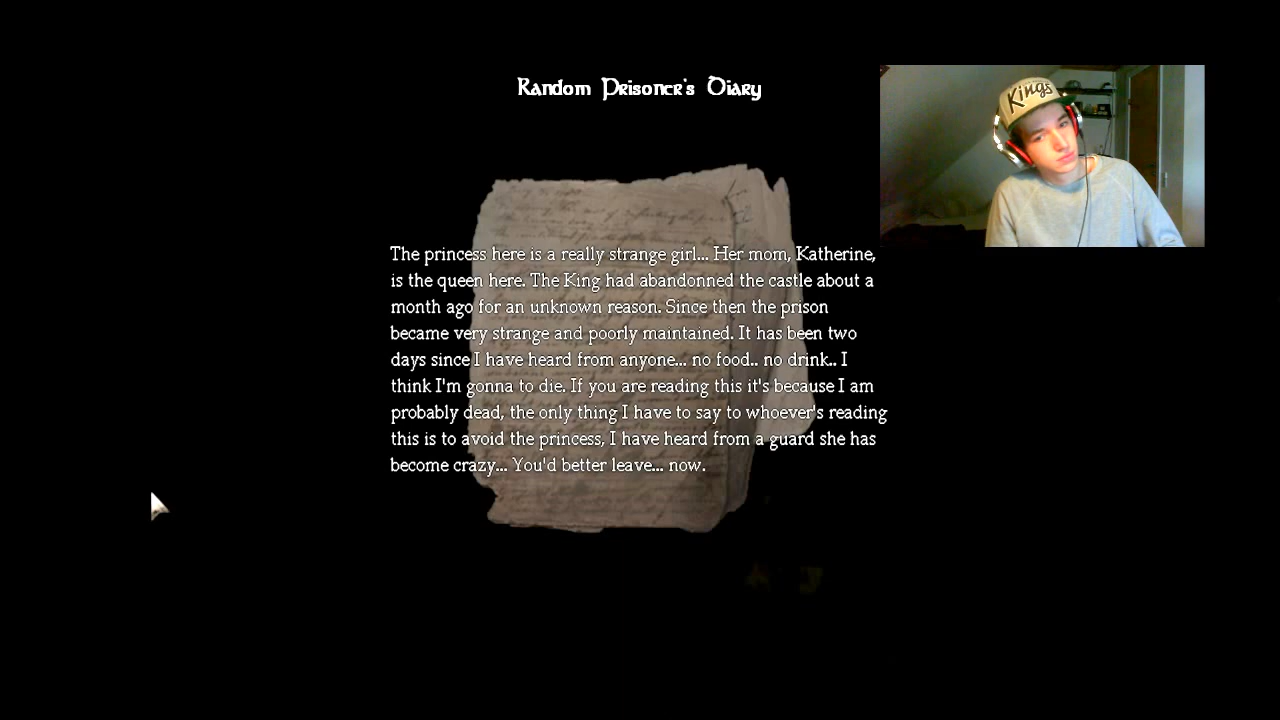 Random Prisoner's Diary
Kings
The princess here is a really strange girl... Her mom, Katherine,
is the queen here. The King had abandonned the castle about a
month ago for an unknown reason. Since then the prison
became very strange and poorly maintained. It has been two
days since I have heard from anyone... no food.. no drink.. I
think I'm gonna to die. If you are reading this it's because I am
probably dead, the only thing I have to say to whoever's reading
this is to avoid the princess, I have heard from a guard she has
become crazy... You'd better leave... now.